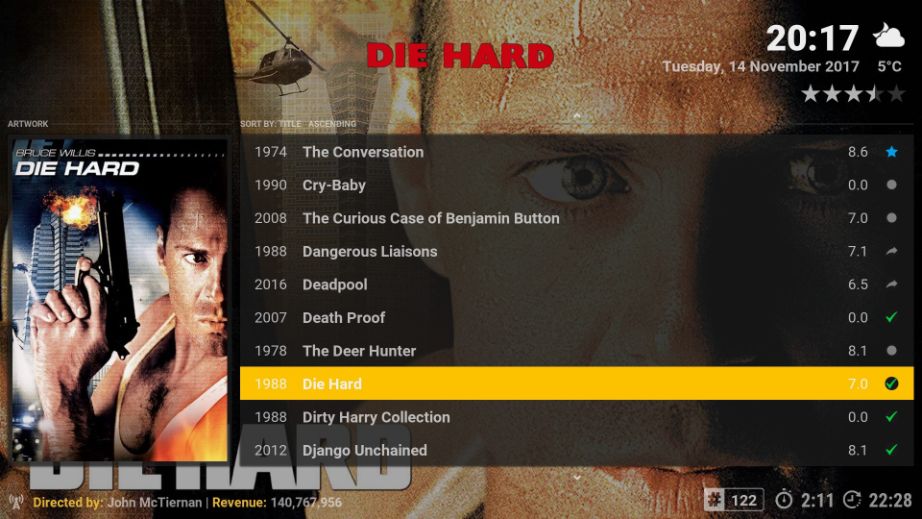 DIE HARD
20:17
Tuesday, 14 November 2017 5°C
ARTWORK
SORT BY: TITLE ASCENDING
BRUCE WILLIS
DIE HARD
1974 The Conversation 8.6
1990 Cry-Baby 0.0
2008 The Curious Case of Benjamin Button 7.0
1988 Dangerous Liaisons 7.1
2016 Deadpool 6.5
2007 Death Proof 0.0
1978 The Deer Hunter 8.1
1988 Die Hard 7.0
1988 Dirty Harry Collection 0.0
2012 Django Unchained 8.1
DIE HARD
Directed by: John McTiernan | Revenue: 140,767,956
# 122 2:11 22:28